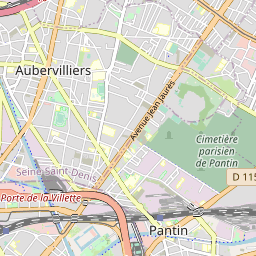 Aubervilliers
Avenue Jean Jaurès
Cimetière
parisien
de Pantin
D 115
Seine-Saint-Denis
Porte de la Villette
Pantin